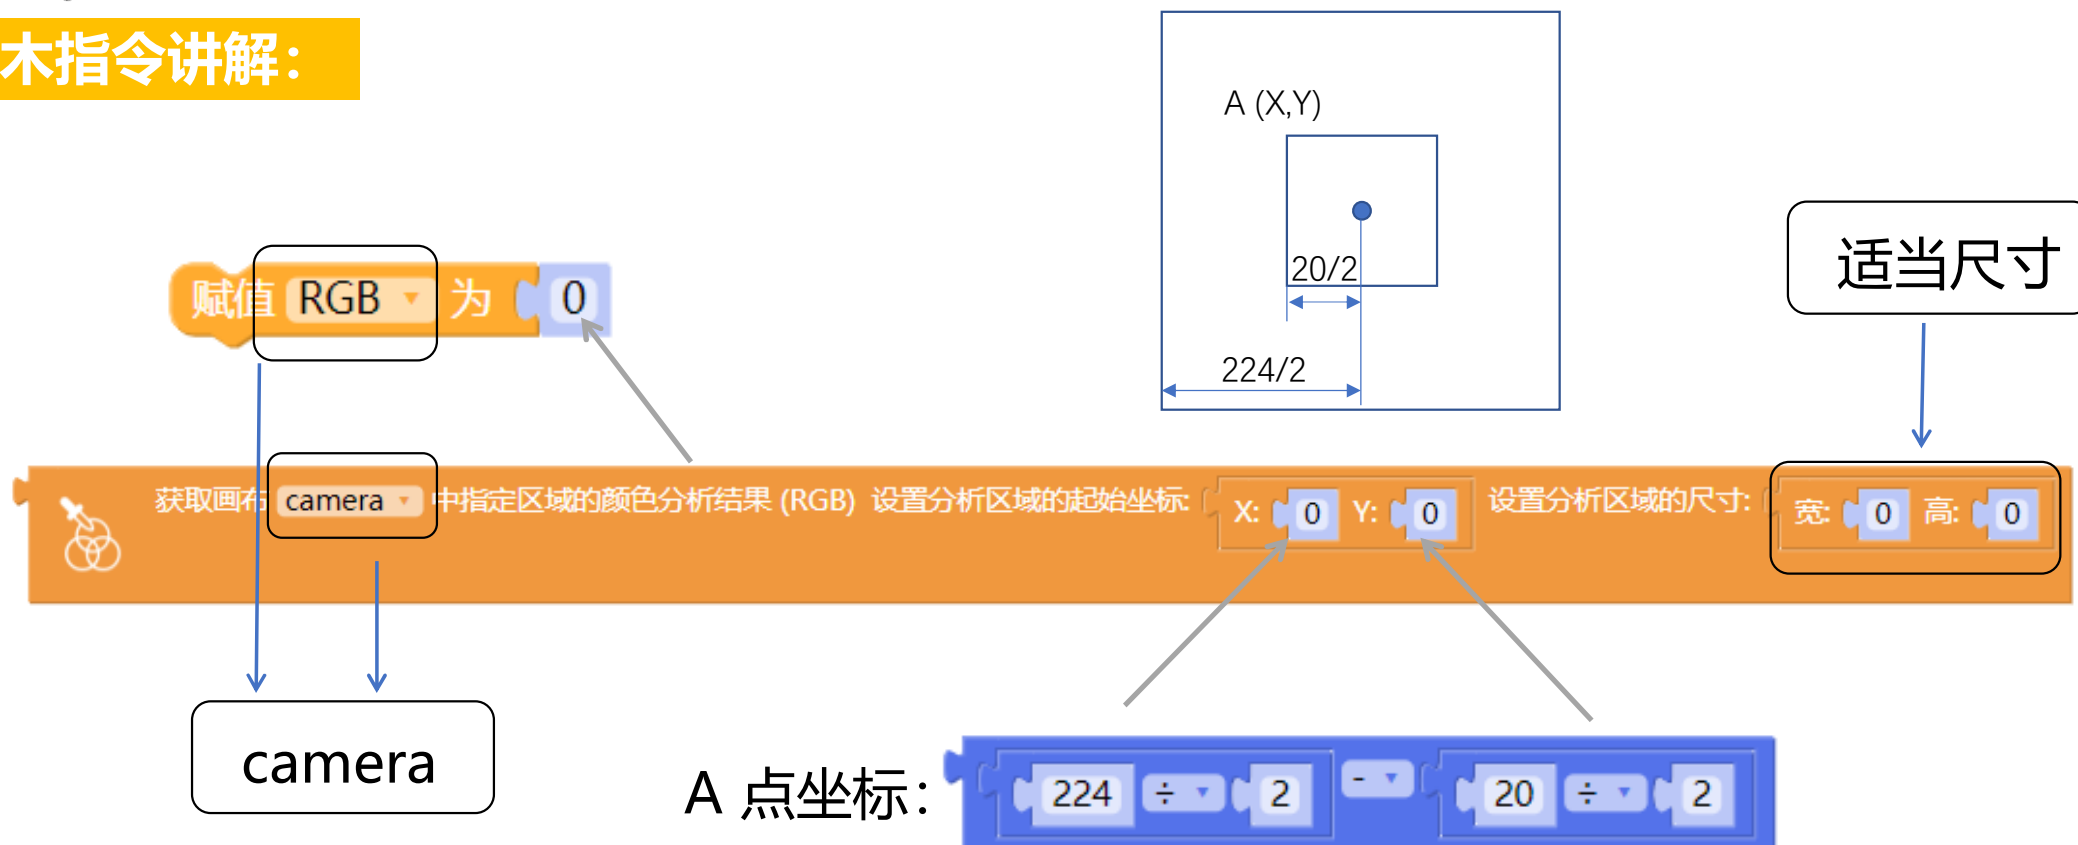 木指令讲解：
A (X,Y)
20/2
224/2
适当尺寸
赋值 RGB 为 0
获取画布 camera 中指定区域的颜色分析结果 (RGB) 设置分析区域的起始坐标: X: 0 Y: 0 设置分析区域的尺寸: 宽: 0 高: 0
camera
A 点坐标：
224 ÷ 2 - 20 ÷ 2